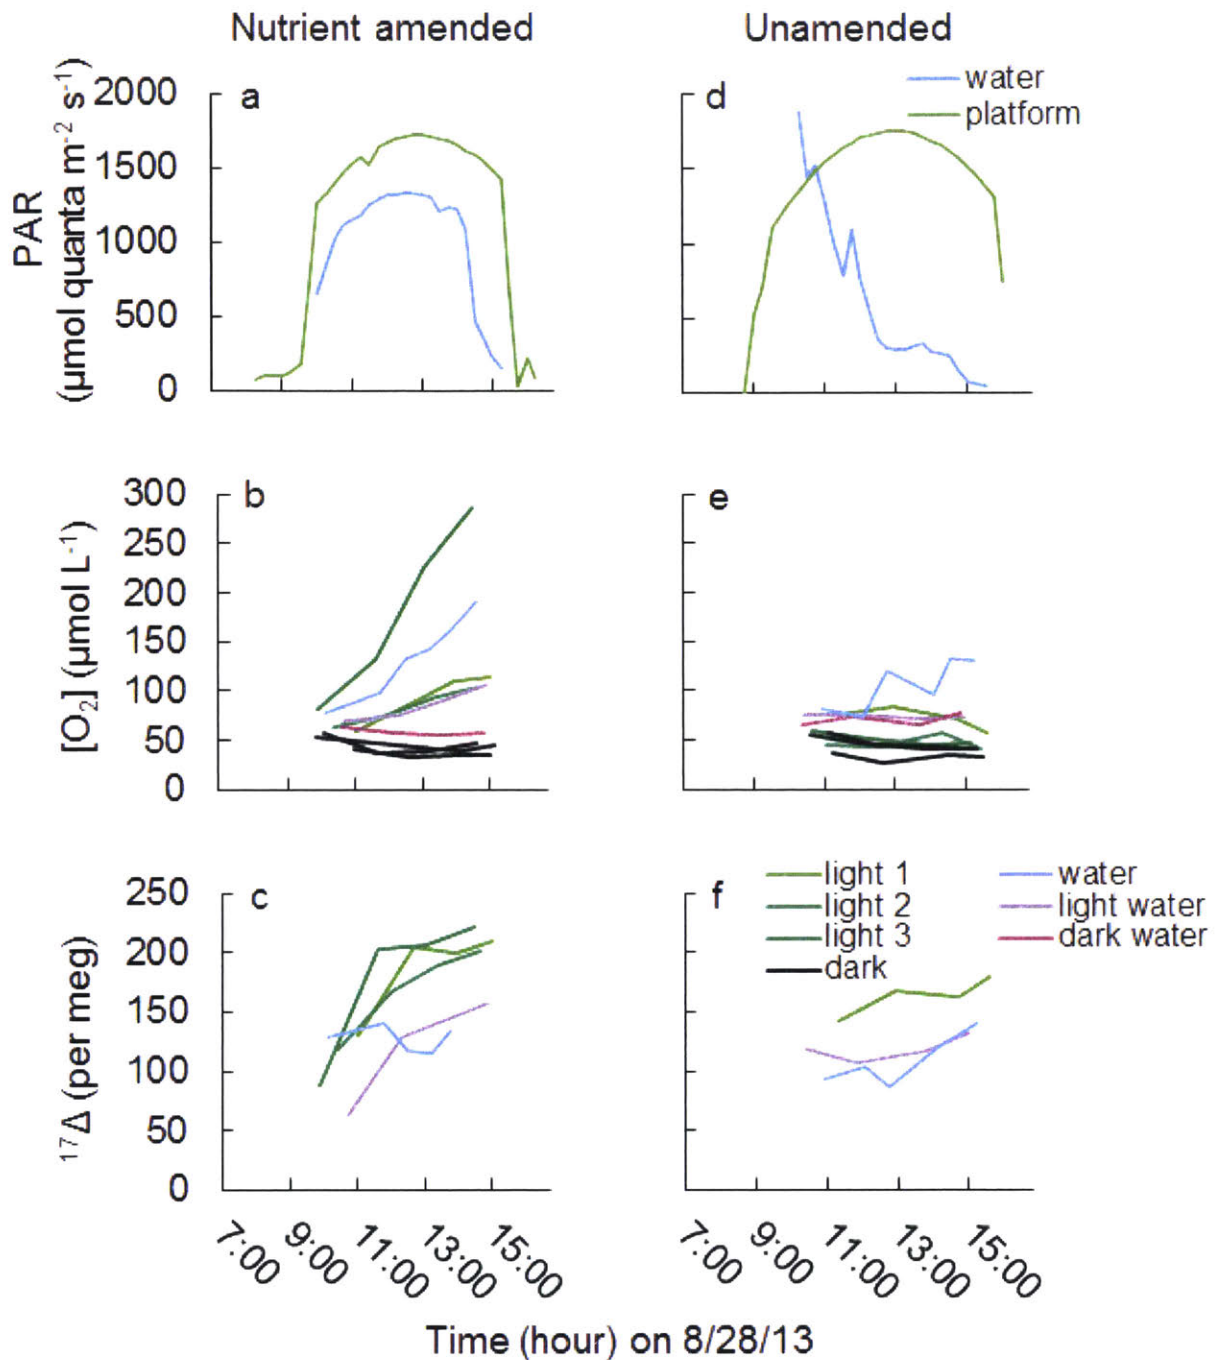 Nutrient amended
Unamended
water
platform
a
d
PAR
(µmol quanta m⁻² s⁻¹)
2000
1500
1000
500
0
b
e
[O₂] (µmol L⁻¹)
300
250
200
150
100
50
0
c
f
light 1
light 2
light 3
dark
water
light water
dark water
¹⁷Δ (per meg)
250
200
150
100
50
0
7:00
9:00
11:00
13:00
15:00
7:00
9:00
11:00
13:00
15:00
Time (hour) on 8/28/13